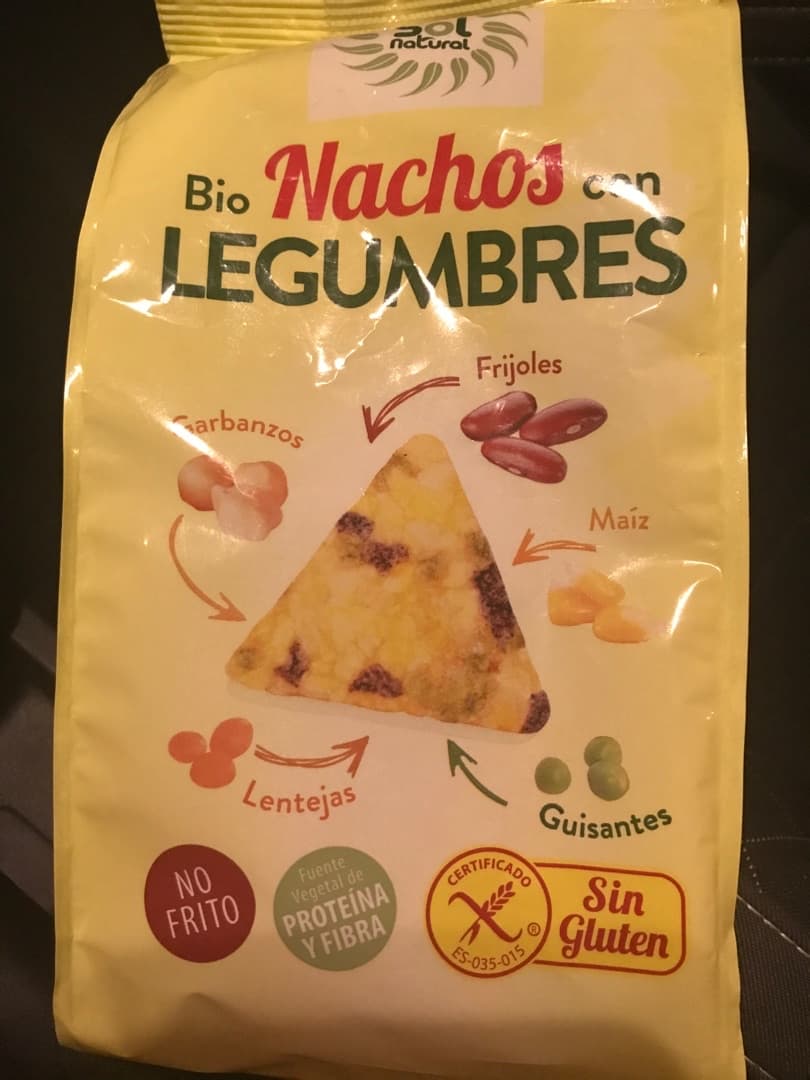 Sol
natural
Bio Nachos con
LEGUMBRES
Frijoles
Garbanzos
Maíz
Lentejas
Guisantes
NO
FRITO
Fuente
Vegetal de
PROTEÍNA
Y FIBRA
CERTIFICADO
ES-035-015
®
Sin
Gluten